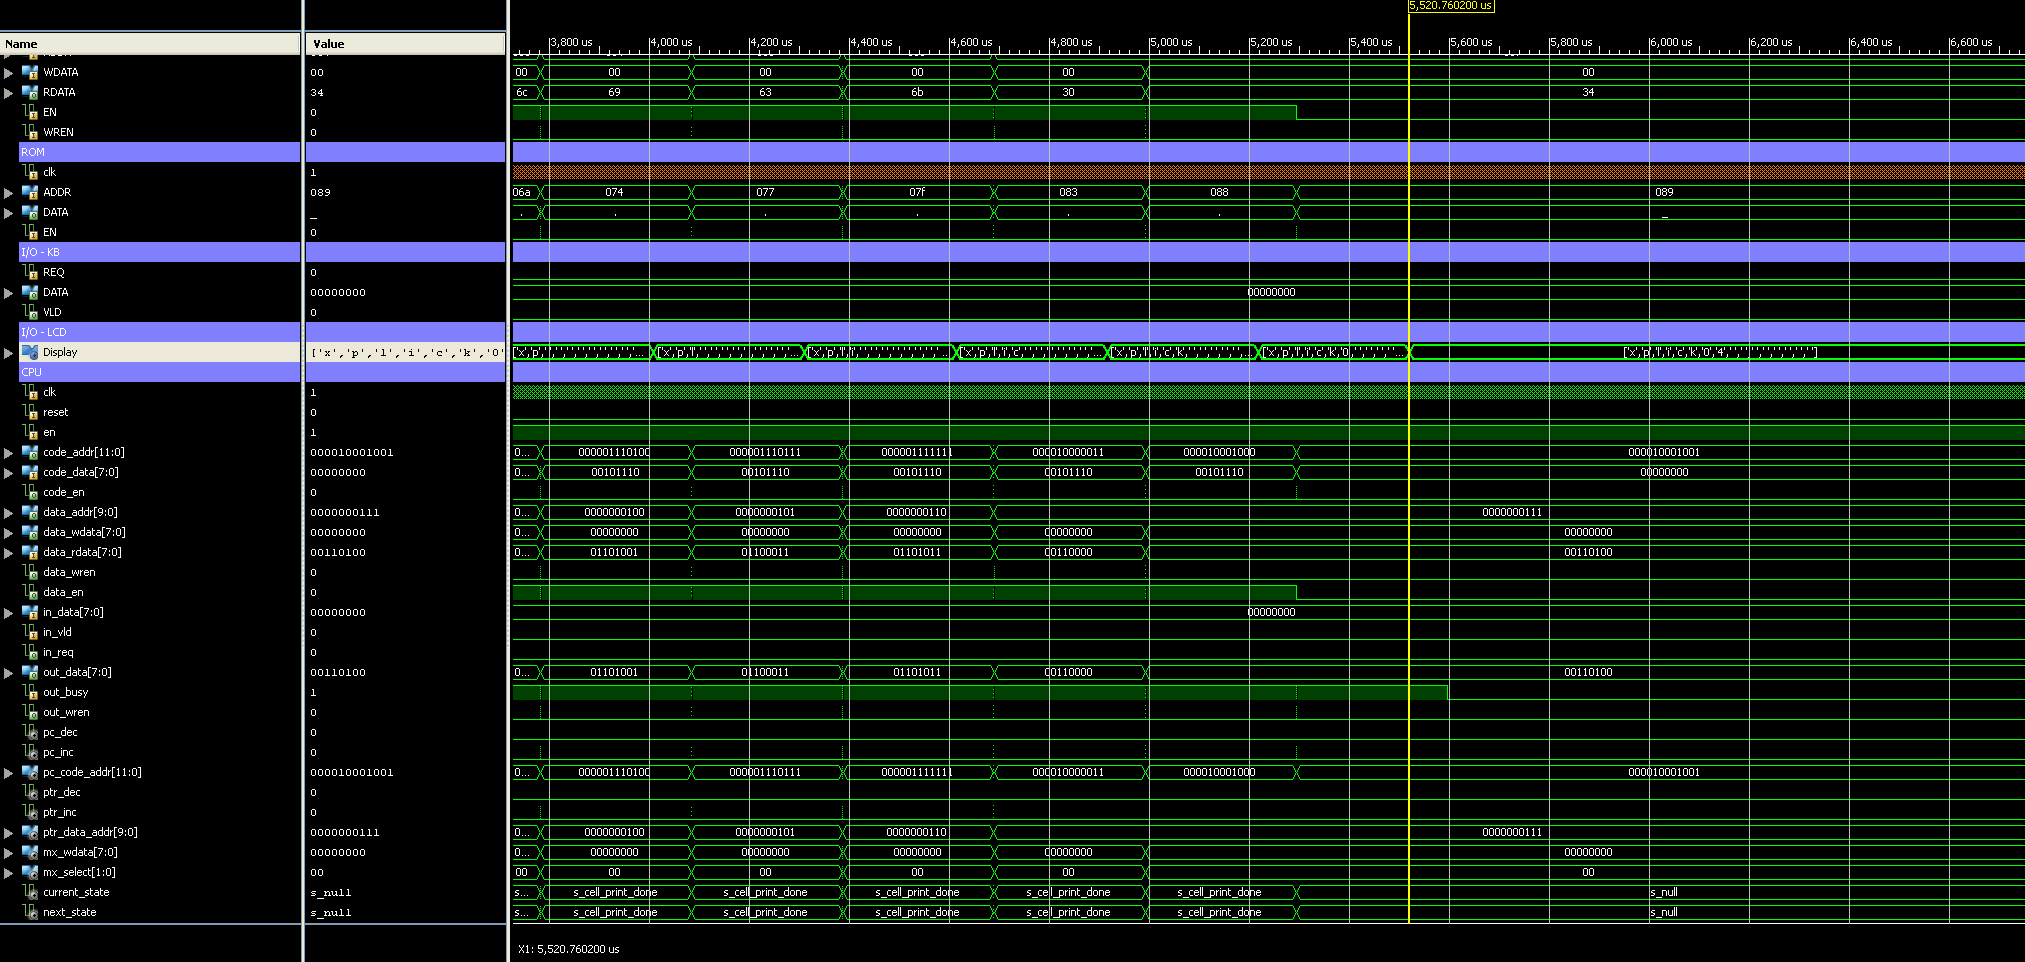 5,520.760200 us
Name Value 3,800 us 4,000 us 4,200 us 4,400 us 4,600 us 4,800 us 5,000 us 5,200 us 5,400 us 5,600 us 5,800 us 6,000 us 6,200 us 6,400 us 6,600 us
WDATA 00 00 00 00 00 00 00
RDATA 34 6c 69 63 6b 30 34
EN 0
WREN 0
ROM
clk 1
ADDR 089 06a 074 077 07f 083 088 089
DATA _ . . . . . . _
EN 0
I/O - KB
REQ 0
DATA 00000000 00000000
VLD 0
I/O - LCD
Display ['x','p','l','i','c','k','0'
CPU
clk 1
reset 0
en 1
code_addr[11:0] 000010001001 0... 000001110100 000001110111 000001111111 000010000011 000010001000 000010001001
code_data[7:0] 00000000 0... 00101110 00101110 00101110 00101110 00101110 00000000
code_en 0
data_addr[9:0] 0000000111 0... 0000000100 0000000101 0000000110 0000000111
data_wdata[7:0] 00000000 0... 00000000 00000000 00000000 00000000 00000000
data_rdata[7:0] 00110100 0... 01101001 01100011 01101011 00110000 00110100
data_wren 0
data_en 0
in_data[7:0] 00000000 00000000
in_vld 0
in_req 0
out_data[7:0] 00110100 0... 01101001 01100011 01101011 00110000 00110100
out_busy 1
out_wren 0
pc_dec 0
pc_inc 0
pc_code_addr[11:0] 000010001001 0... 000001110100 000001110111 000001111111 000010000011 000010001000 000010001001
ptr_dec 0
ptr_inc 0
ptr_data_addr[9:0] 0000000111 0... 0000000100 0000000101 0000000110 0000000111
mx_wdata[7:0] 00000000 0... 00000000 00000000 00000000 00000000 00000000
mx_select[1:0] 00 00 00 00 00 00 00
current_state s_null s... s_cell_print_done s_cell_print_done s_cell_print_done s_cell_print_done s_cell_print_done s_null
next_state s_null s... s_cell_print_done s_cell_print_done s_cell_print_done s_cell_print_done s_cell_print_done s_null
X1: 5,520.760200 us